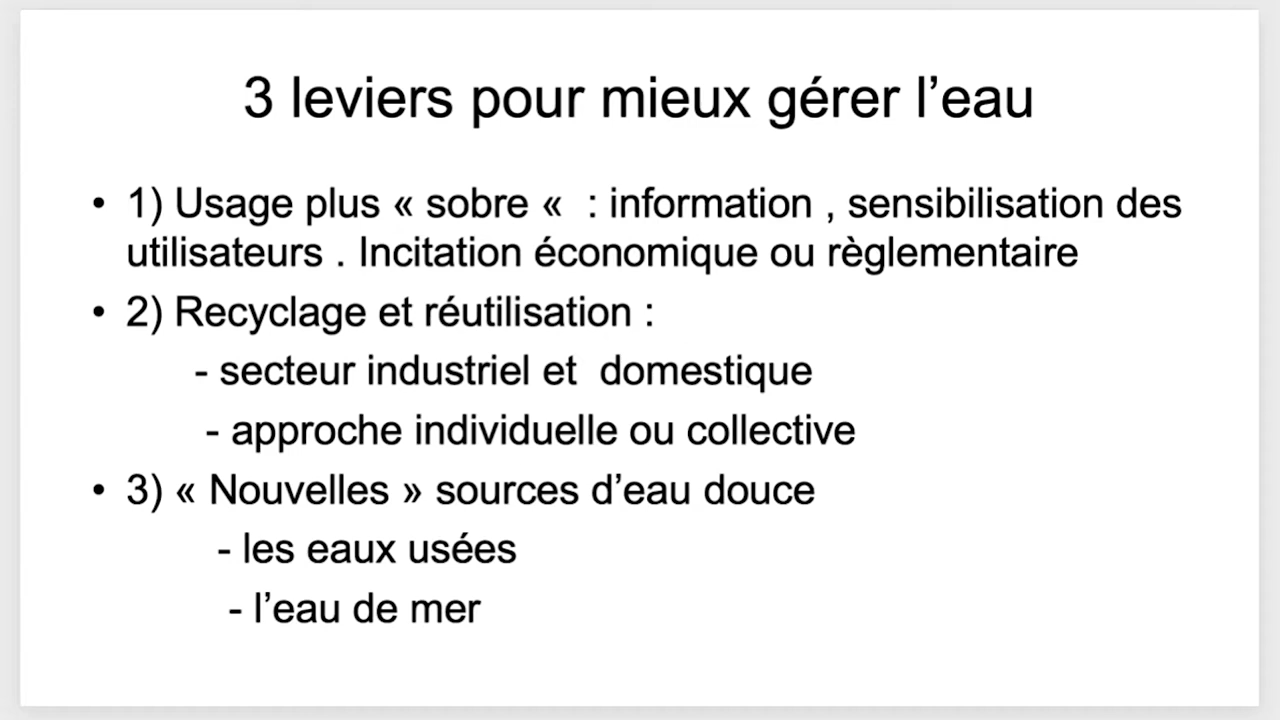 3 leviers pour mieux gérer l’eau
• 1) Usage plus « sobre «  : information , sensibilisation des
utilisateurs . Incitation économique ou règlementaire
• 2) Recyclage et réutilisation :
- secteur industriel et  domestique
- approche individuelle ou collective
• 3) « Nouvelles » sources d’eau douce
- les eaux usées
- l’eau de mer